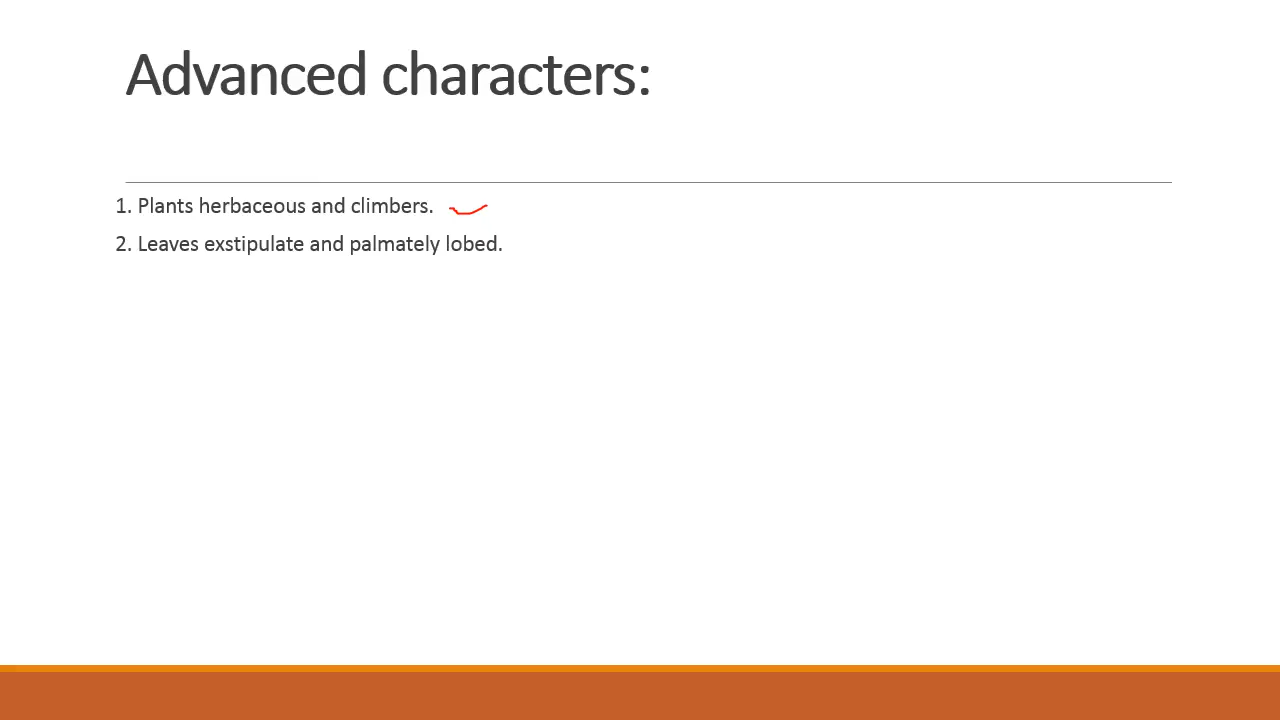 Advanced characters:
1. Plants herbaceous and climbers.
2. Leaves exstipulate and palmately lobed.